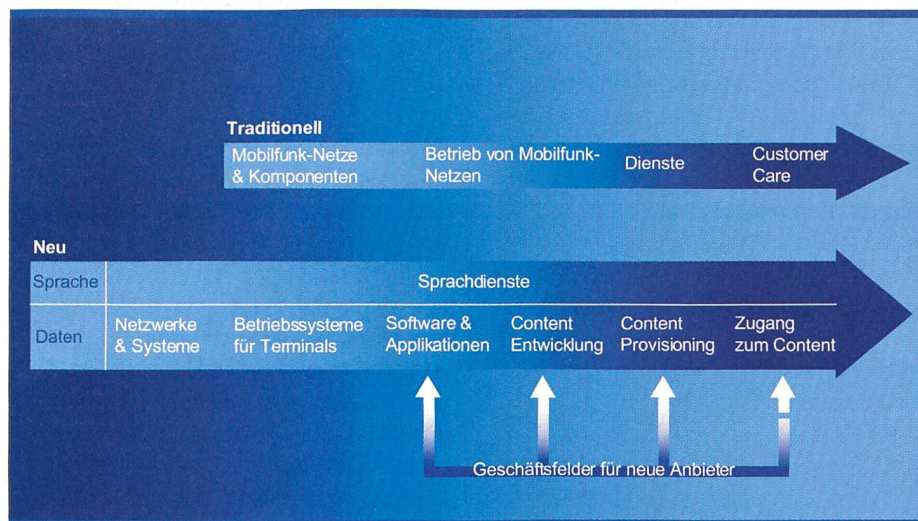 Traditionell
Mobilfunk-Netze
& Komponenten
Betrieb von Mobilfunk-
Netzen
Dienste
Customer
Care
Neu
Sprache
Sprachdienste
Daten
Netzwerke
& Systeme
Betriebssysteme
für Terminals
Software &
Applikationen
Content
Entwicklung
Content
Provisioning
Zugang
zum Content
Geschäftsfelder für neue Anbieter